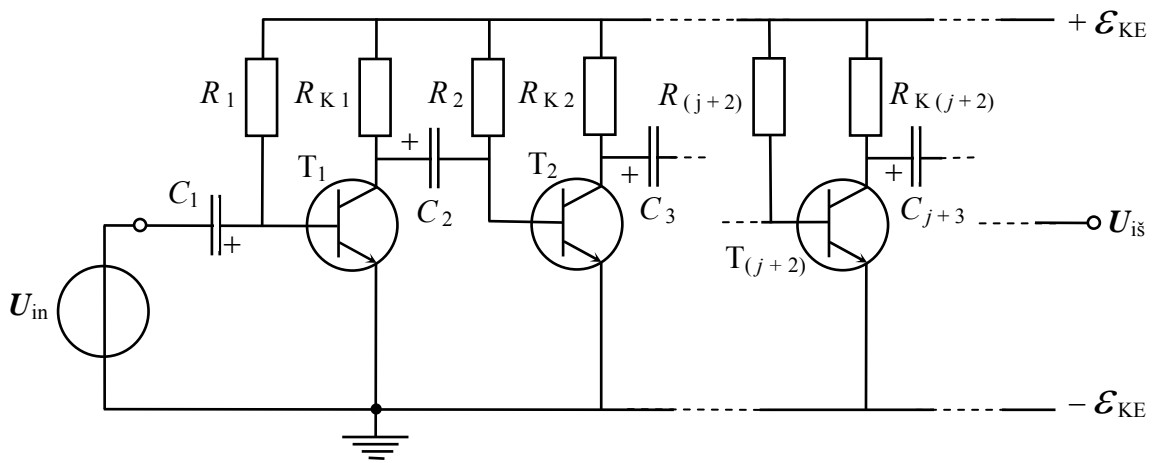 + ℰKE
R1 RK1 R2 RK2 R(j+2) RK(j+2)
+ + +
T1 T2
C1 C2 C3 Cj+3
+ Uiš
T(j+2)
Uin
− ℰKE